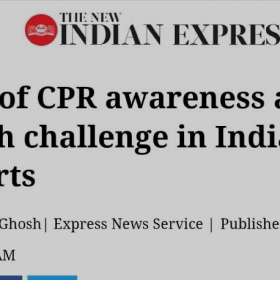 THE NEW
INDIAN EXPRES
of CPR awareness a
h challenge in Indi
rts
Ghosh| Express News Service | Publishe
AM